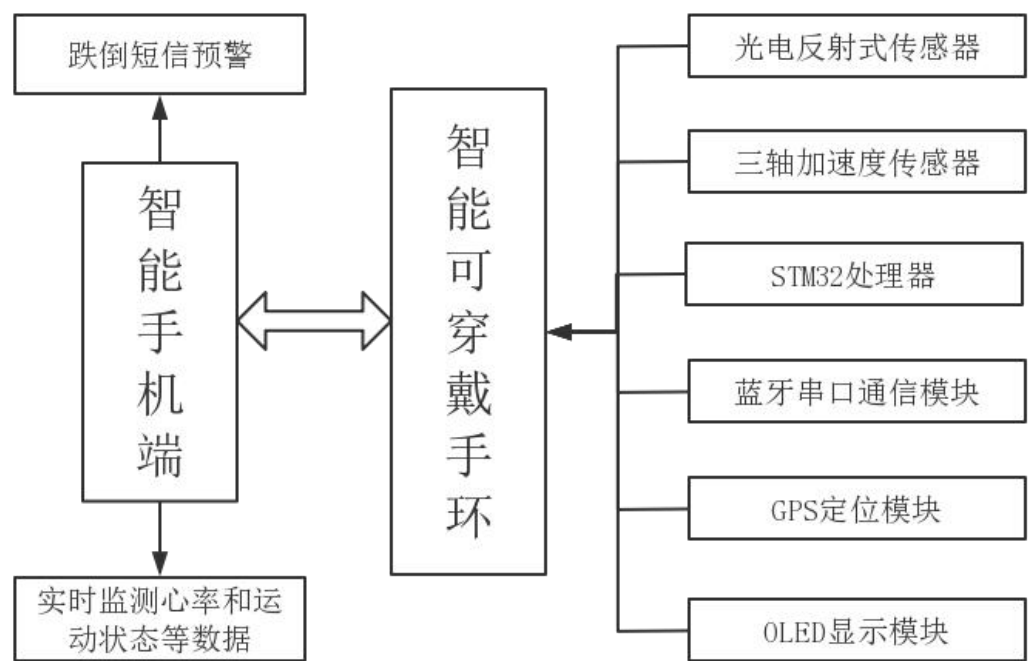 跌倒短信预警
智能手机端
实时监测心率和运
动状态等数据
智能可穿戴手环
光电反射式传感器
三轴加速度传感器
STM32处理器
蓝牙串口通信模块
GPS定位模块
OLED显示模块